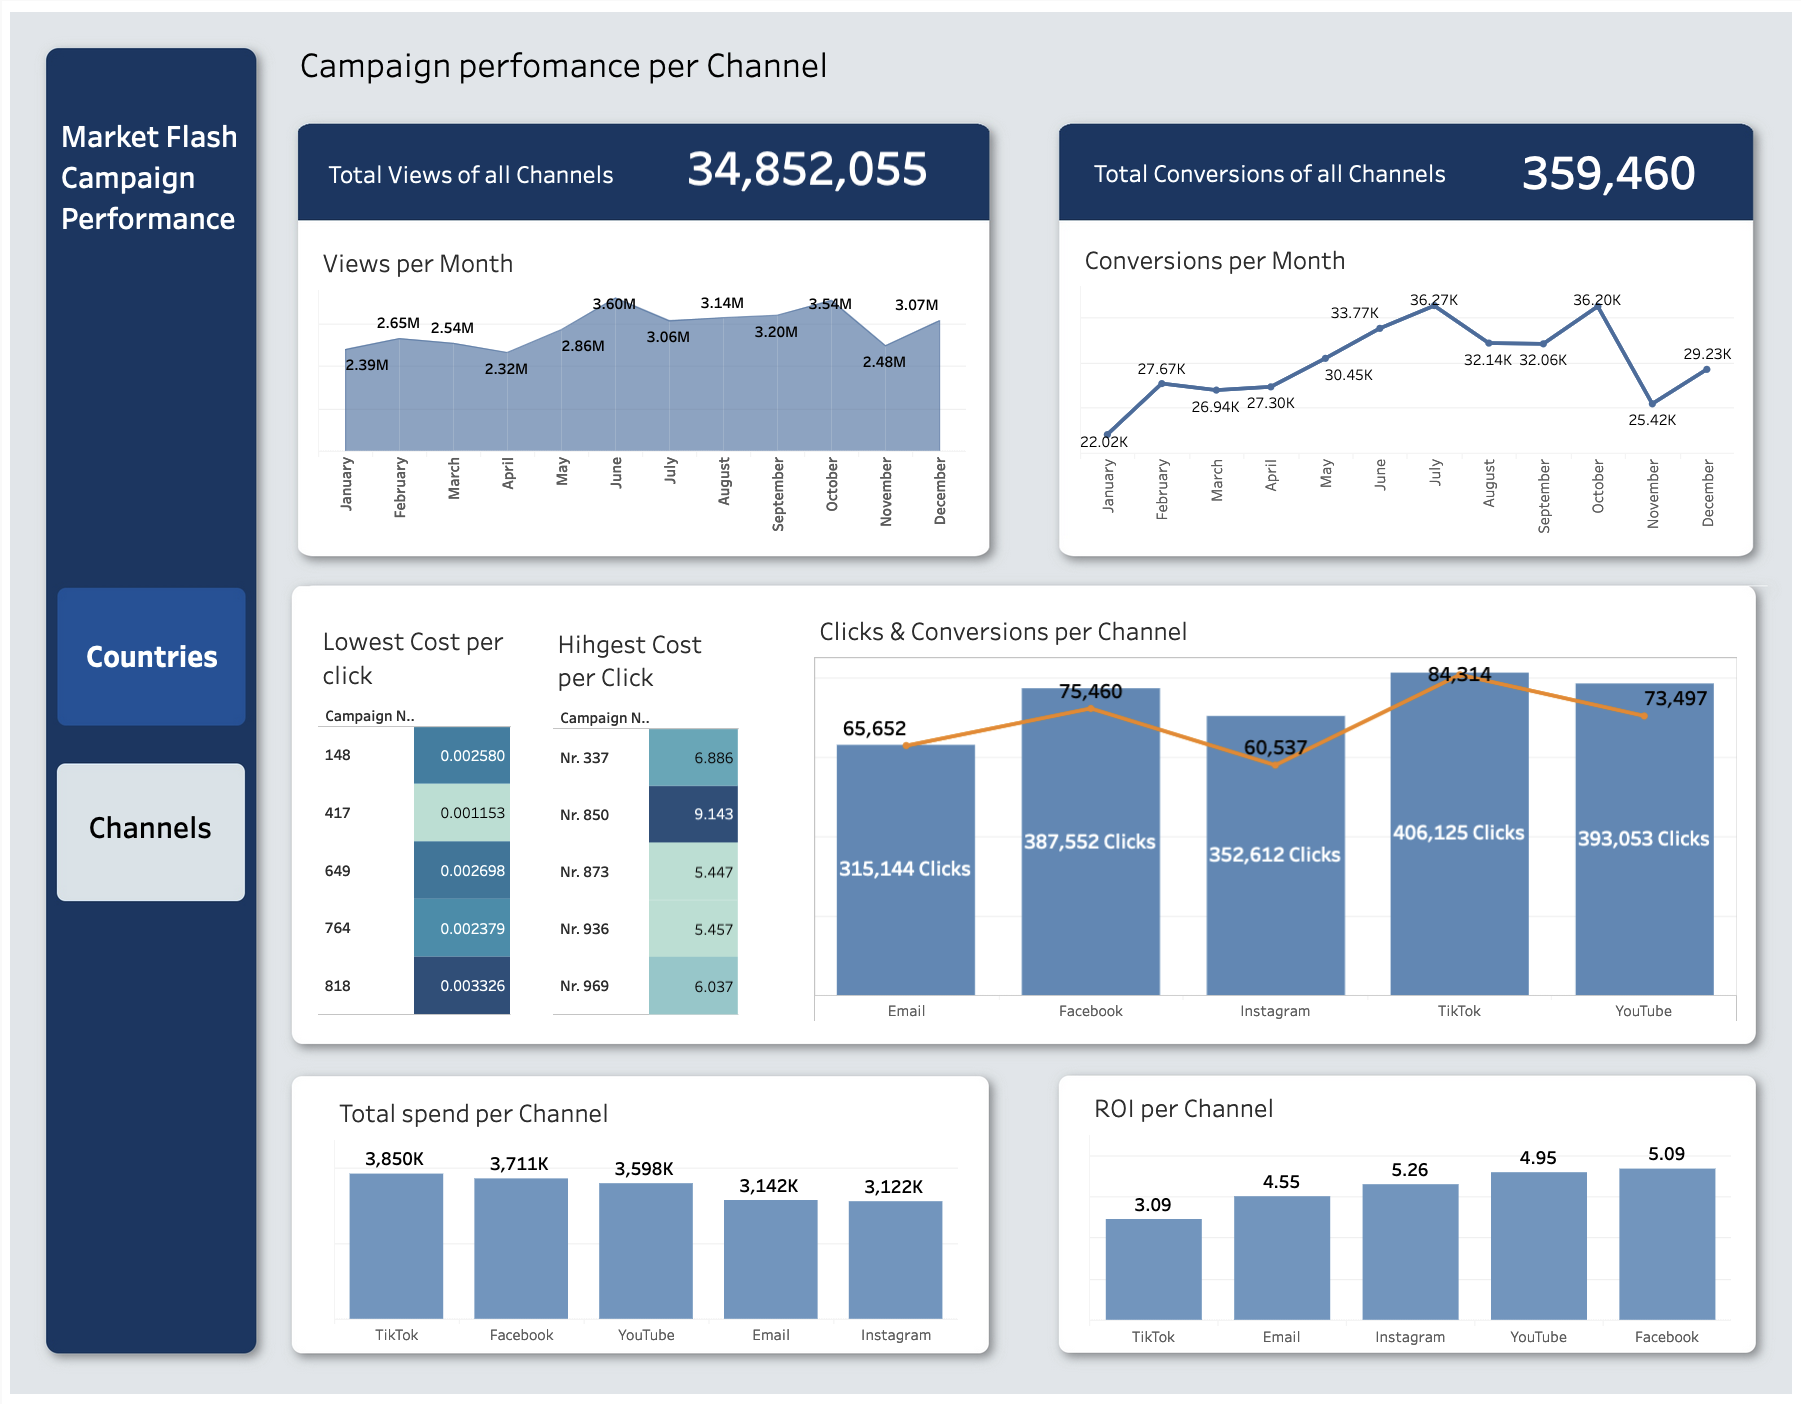 Market Flash
Campaign
Performance
Countries
Channels
Campaign perfomance per Channel
Total Views of all Channels 34,852,055
Views per Month
2.39M 2.65M 2.54M 2.32M 2.86M 3.60M 3.06M 3.14M 3.20M 3.54M 2.48M 3.07M
January February March April May June July August September October November December
Total Conversions of all Channels 359,460
Conversions per Month
22.02K 27.67K 26.94K 27.30K 30.45K 33.77K 36.27K 32.14K 32.06K 36.20K 25.42K 29.23K
January February March April May June July August September October November December
Lowest Cost per
click
Campaign N..
148 0.002580
417 0.001153
649 0.002698
764 0.002379
818 0.003326
Hihgest Cost
per Click
Campaign N..
Nr. 337 6.886
Nr. 850 9.143
Nr. 873 5.447
Nr. 936 5.457
Nr. 969 6.037
Clicks & Conversions per Channel
65,652 75,460 60,537 84,314 73,497
315,144 Clicks 387,552 Clicks 352,612 Clicks 406,125 Clicks 393,053 Clicks
Email Facebook Instagram TikTok YouTube
Total spend per Channel
3,850K 3,711K 3,598K 3,142K 3,122K
TikTok Facebook YouTube Email Instagram
ROI per Channel
3.09 4.55 5.26 4.95 5.09
TikTok Email Instagram YouTube Facebook